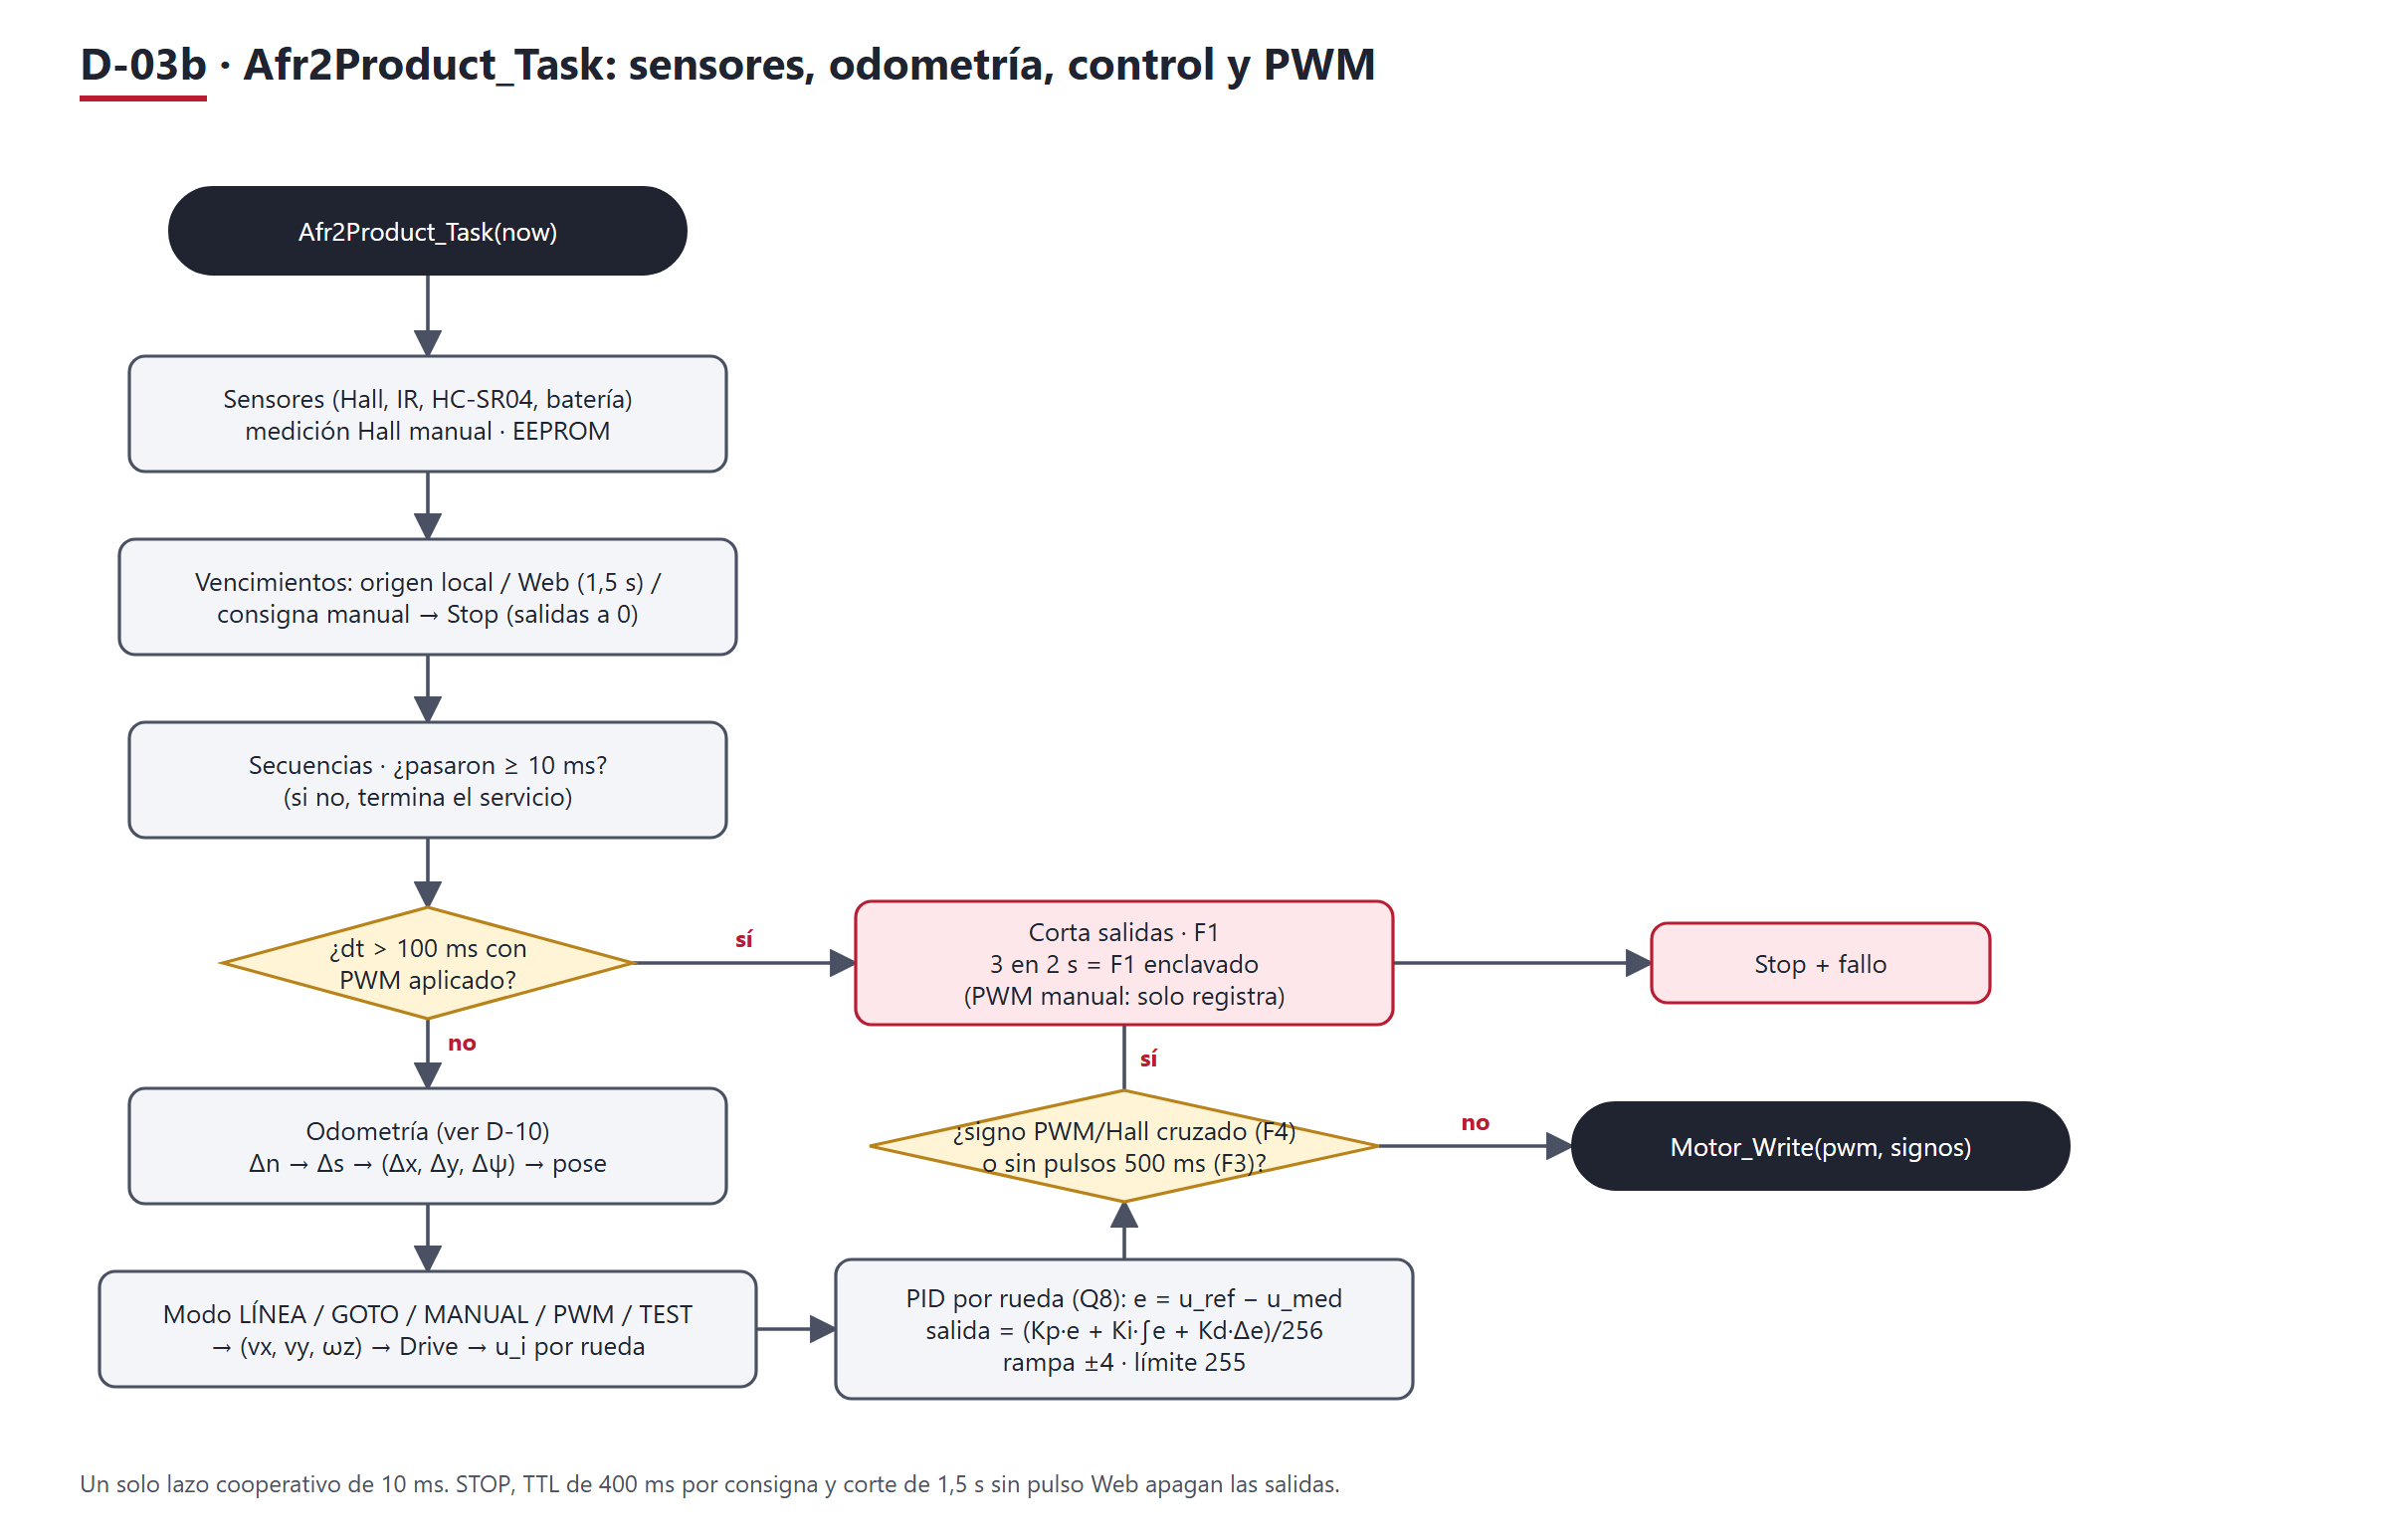 D-03b · Afr2Product_Task: sensores, odometría, control y PWM
Afr2Product_Task(now)
Sensores (Hall, IR, HC-SR04, batería)
medición Hall manual · EEPROM
Vencimientos: origen local / Web (1,5 s) /
consigna manual → Stop (salidas a 0)
Secuencias · ¿pasaron ≥ 10 ms?
(si no, termina el servicio)
¿dt > 100 ms con
PWM aplicado?
sí
Corta salidas · F1
3 en 2 s = F1 enclavado
(PWM manual: solo registra)
Stop + fallo
no
Odometría (ver D-10)
Δn → Δs → (Δx, Δy, Δψ) → pose
sí
¿signo PWM/Hall cruzado (F4)
o sin pulsos 500 ms (F3)?
no
Motor_Write(pwm, signos)
Modo LÍNEA / GOTO / MANUAL / PWM / TEST
→ (vx, vy, ωz) → Drive → u_i por rueda
PID por rueda (Q8): e = u_ref − u_med
salida = (Kp·e + Ki·∫e + Kd·Δe)/256
rampa ±4 · límite 255
Un solo lazo cooperativo de 10 ms. STOP, TTL de 400 ms por consigna y corte de 1,5 s sin pulso Web apagan las salidas.